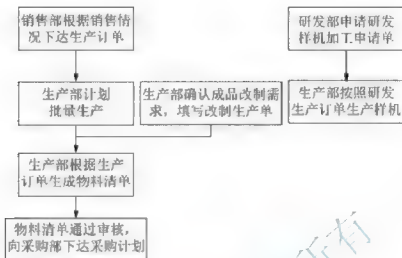 销售部根据销售情
况下达生产订单
研发部申请研发
样机加工申请单
生产部计划
批量生产
生产部确认成品改制需
求,填写改制生产单
生产部按照研发
生产订单生产样机
生产部根据生产
订单生成物料清单
物料清单通过审核,
向采购部下达采购计划